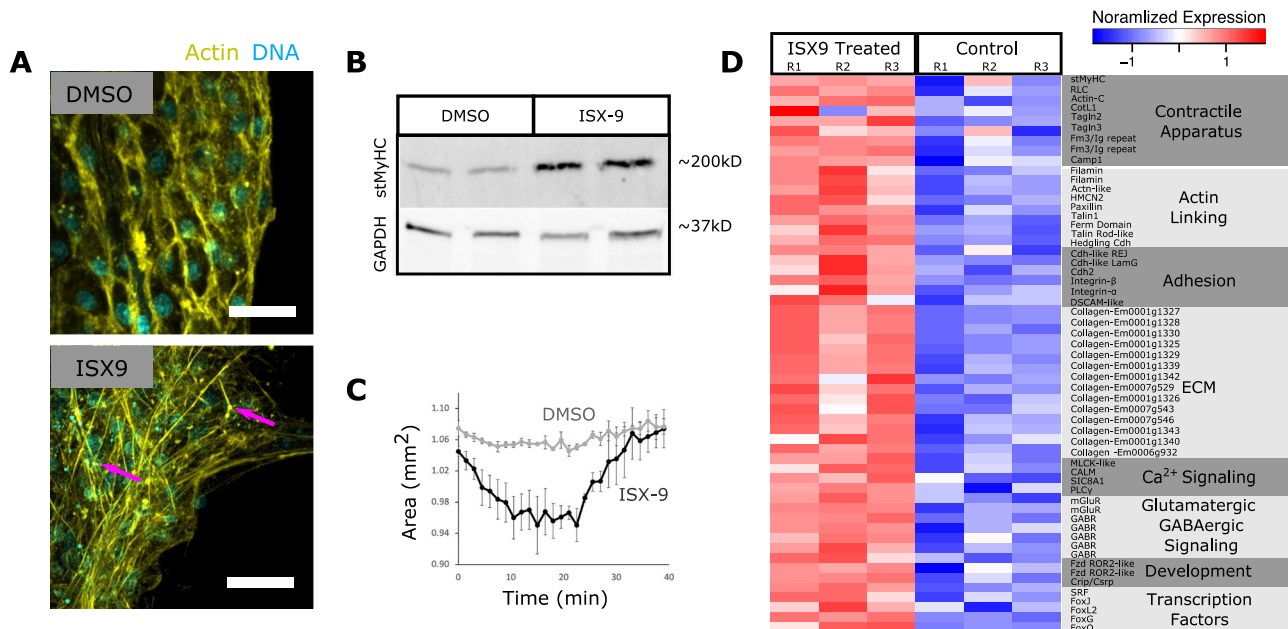 A
Actin DNA
DMSO
ISX9
B
DMSO ISX-9
stMyHC
~200kD
GAPDH
~37kD
C
Area (mm2)
1.10
1.06
1.02
0.98
0.94
0.90
DMSO
ISX-9
0 10 20 30 40
Time (min)
D
Noramlized Expression
−1 1
ISX9 Treated Control
R1 R2 R3 R1 R2 R3
stMyHC
RLC
Actin-C
CotL1
Tagln2
Tagln3
Fm3/Ig repeat
Fm3/Ig repeat
Camp1
Contractile
Apparatus
Filamin
Filamin
Actn-like
HMCN2
Paxillin
Talin1
Ferm Domain
Talin Rod-like
Hedgling Cdh
Actin
Linking
Cdh-like REJ
Cdh-like LamG
Cdh2
Integrin-β
Integrin-α
DSCAM-like
Adhesion
Collagen-Em0001g1327
Collagen-Em0001g1328
Collagen-Em0001g1330
Collagen-Em0001g1325
Collagen-Em0001g1329
Collagen-Em0001g1339
Collagen-Em0001g1342
Collagen-Em0007g529
Collagen-Em0001g1326
Collagen-Em0007g543
Collagen-Em0007g546
Collagen-Em0001g1343
Collagen-Em0001g1340
Collagen -Em0006g932
ECM
MLCK-like
CALM
SlC8A1
PLCγ
Ca2+ Signaling
mGluR
mGluR
GABR
GABR
GABR
GABR
GABR
Glutamatergic
GABAergic
Signaling
Fzd ROR2-like
Fzd ROR2-like
Crip/Csrp
Development
SRF
FoxJ
FoxL2
FoxG
FoxO
Transcription
Factors